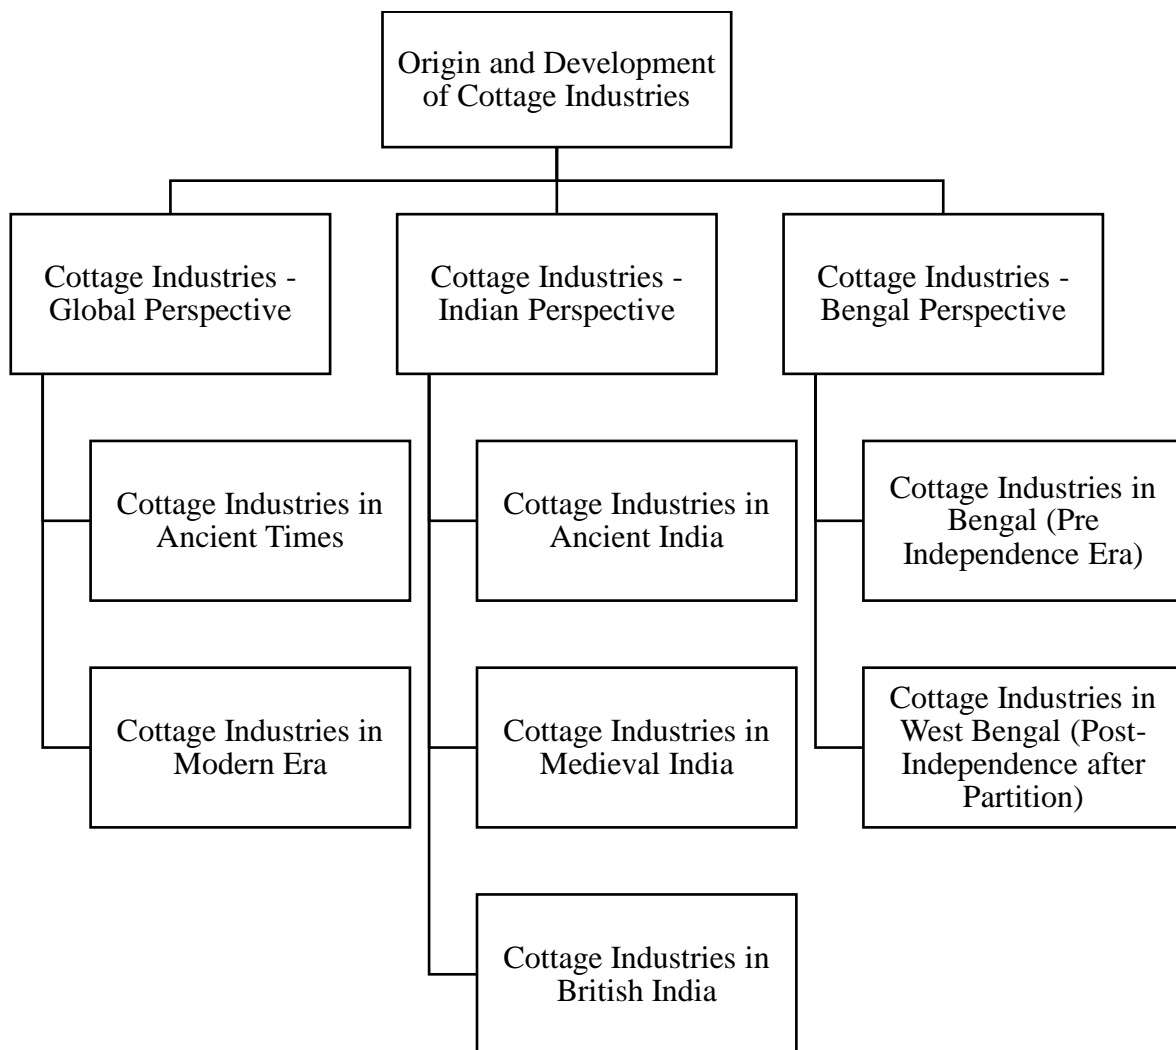 Origin and Development
of Cottage Industries
Cottage Industries -
Global Perspective
Cottage Industries -
Indian Perspective
Cottage Industries -
Bengal Perspective
Cottage Industries in
Ancient Times
Cottage Industries in
Ancient India
Cottage Industries in
Bengal (Pre
Independence Era)
Cottage Industries in
Modern Era
Cottage Industries in
Medieval India
Cottage Industries in
West Bengal (Post-
Independence after
Partition)
Cottage Industries in
British India